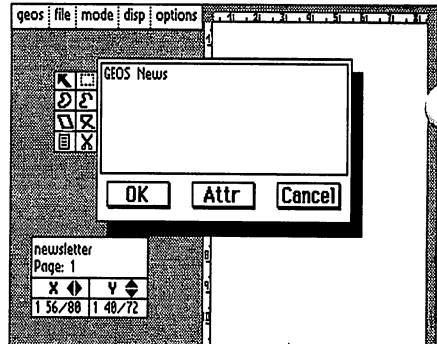 geos file mode disp options
GEOS News
OK Attr Cancel
newsletter
Page: 1
X Y
1 56/80 1 40/72